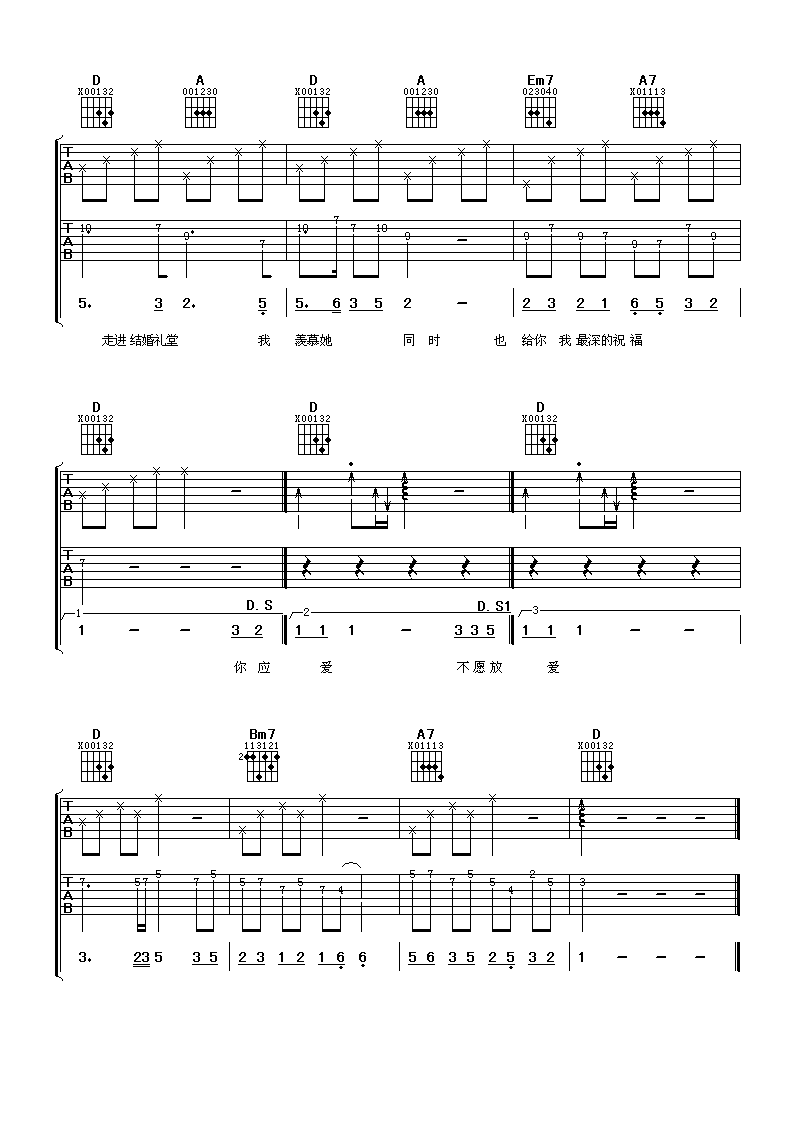 D A D A Em7 A7
X00132 001230 X00132 001230 023040 X01113
T A B
10 7 9 7 10 7 7 10 9 9 7 9 7 9 9 7 7 9
T A B
5. 3 2. 5 5. 6 3 5 2 - 2 3 2 1 6 5 3 2
走进 结婚礼堂 我 羡慕她 同 时 也 给你 我 最深的祝 福
D D D
X00132 X00132 X00132
T A B
7 - - -
T A B
1 D.S 2 D.S1 3
1 - - 3 2 1 1 1 - 3 3 5 1 1 1 -
你 应 爱 不 愿 放 爱
D Bm7 A7 D
X00132 113121 X01113 X00132
2
T A B
7. 5 7 5 7 5 5 7 7 5 7 4 5 7 7 5 5 4 2 5 3 - - -
T A B
3. 23 5 3 5 2 3 1 2 1 6 6 5 6 3 5 2 5 3 2 1 - - -